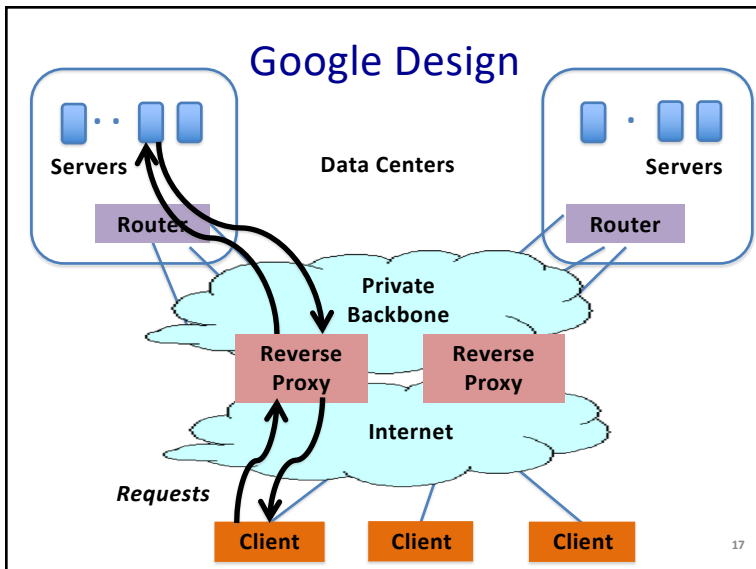 Google Design
Servers
Data Centers
Servers
Router
Router
Private
Backbone
Reverse
Proxy
Reverse
Proxy
Internet
Requests
Client
Client
Client
17